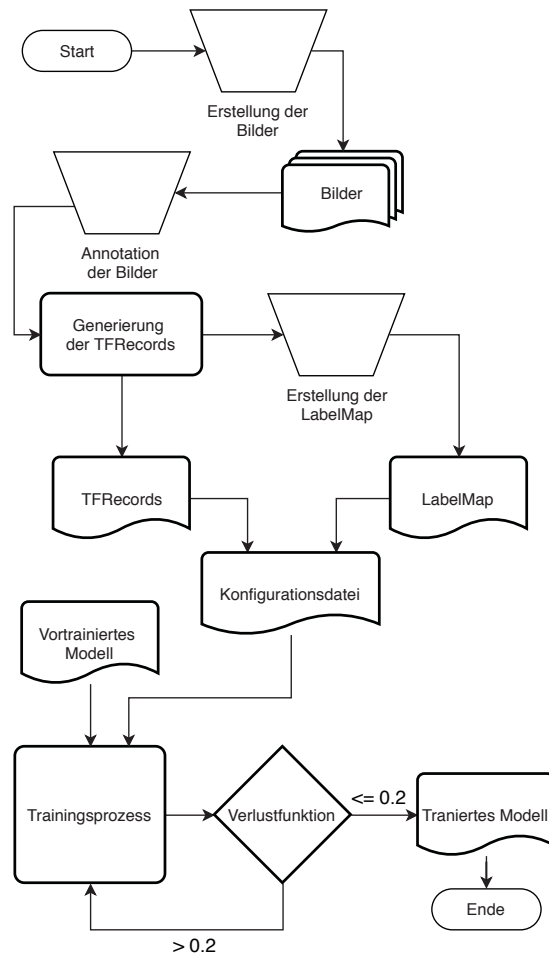 Start
Erstellung der
Bilder
Bilder
Annotation
der Bilder
Generierung
der TFRecords
Erstellung der
LabelMap
TFRecords
LabelMap
Konfigurationsdatei
Vortrainiertes
Modell
Trainingsprozess
Verlustfunktion
<= 0.2
Traniertes Modell
Ende
> 0.2